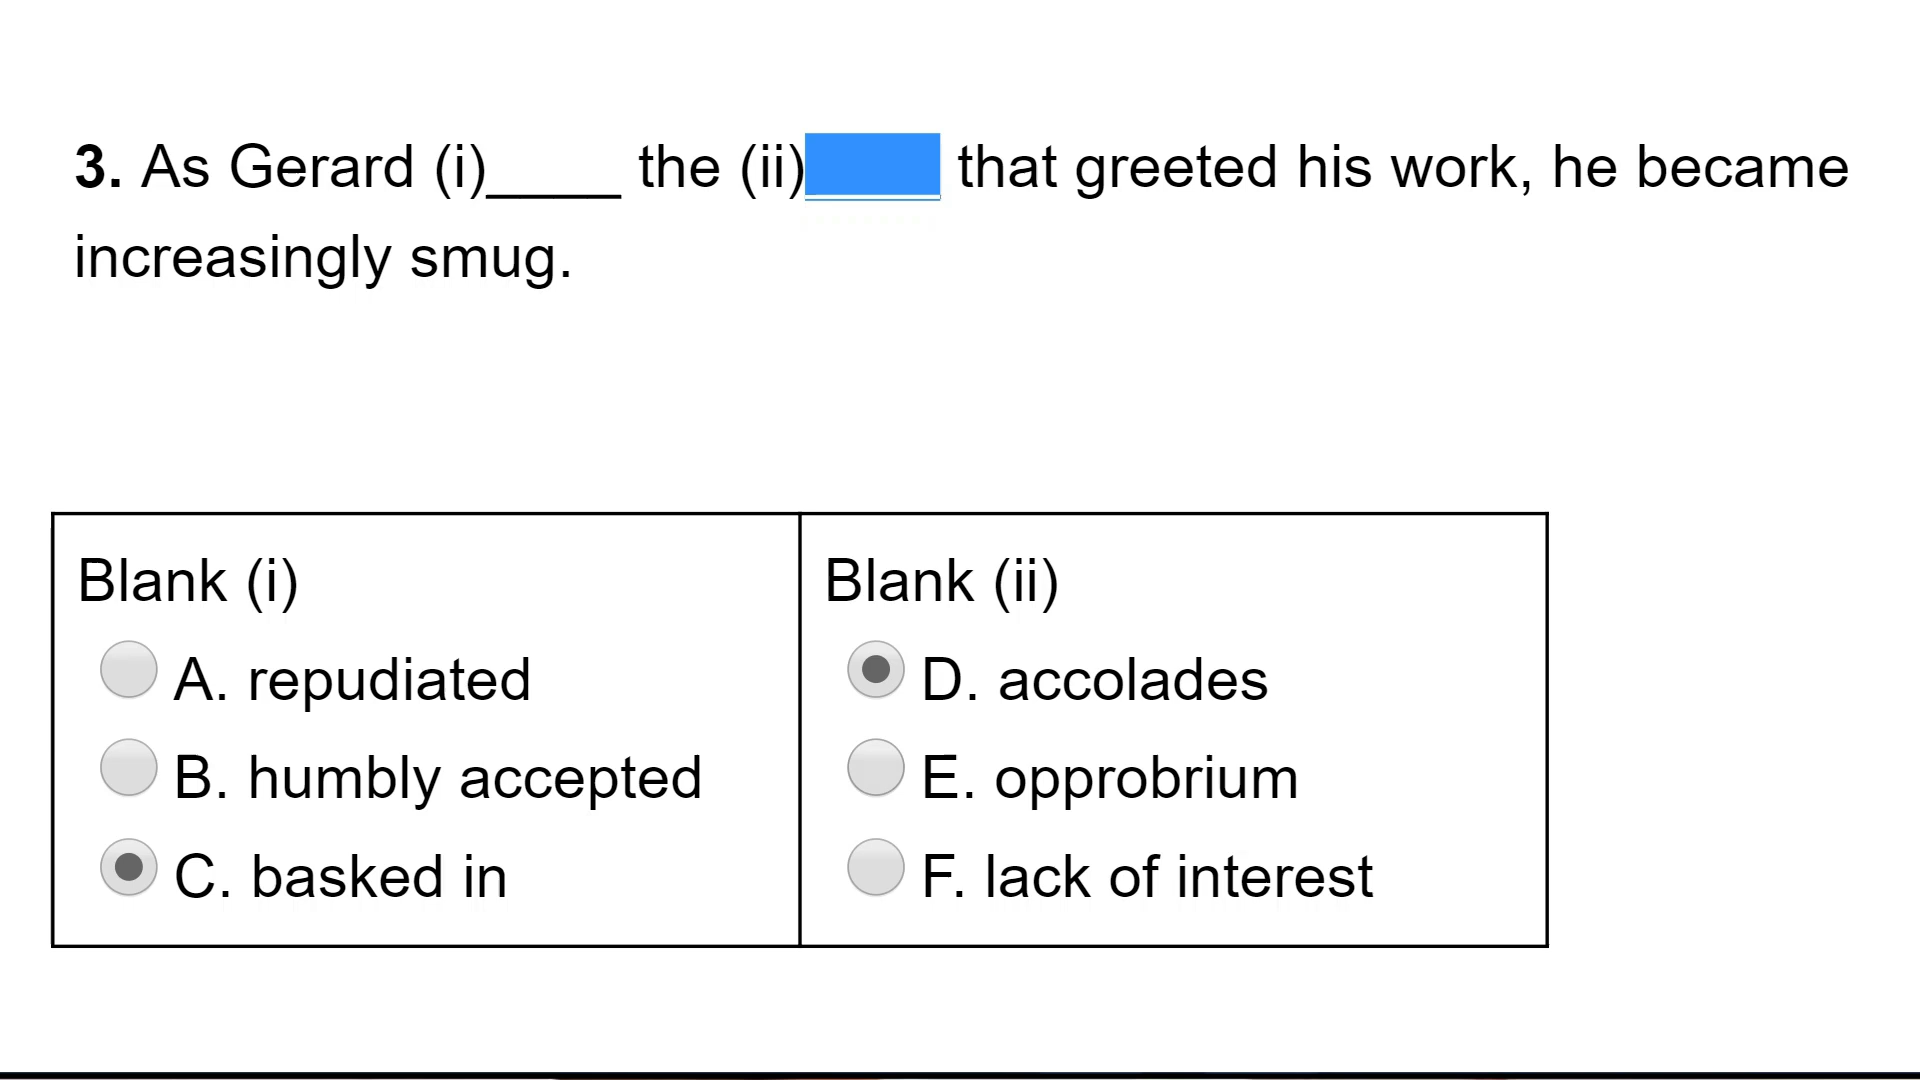 3. As Gerard (i)____ the (ii) that greeted his work, he became
increasingly smug.
Blank (i)
A. repudiated
B. humbly accepted
C. basked in
Blank (ii)
D. accolades
E. opprobrium
F. lack of interest